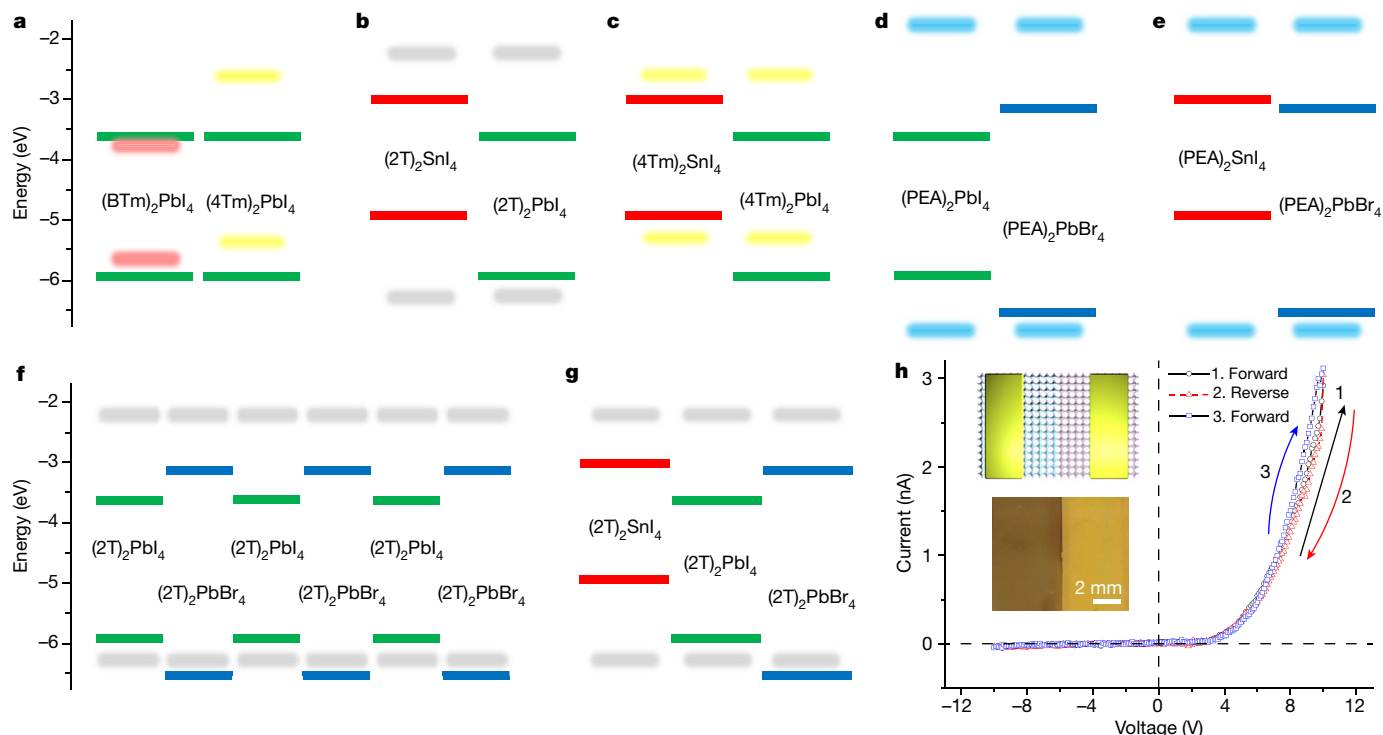 a
b
c
d
e
Energy (eV)
−2
−3
−4
−5
−6
(BTm)₂PbI₄
(4Tm)₂PbI₄
(2T)₂SnI₄
(2T)₂PbI₄
(4Tm)₂SnI₄
(4Tm)₂PbI₄
(PEA)₂PbI₄
(PEA)₂PbBr₄
(PEA)₂SnI₄
(PEA)₂PbBr₄
f
g
h
Energy (eV)
−2
−3
−4
−5
−6
(2T)₂PbI₄
(2T)₂PbI₄
(2T)₂PbI₄
(2T)₂PbBr₄
(2T)₂PbBr₄
(2T)₂PbBr₄
(2T)₂SnI₄
(2T)₂PbI₄
(2T)₂PbBr₄
Current (nA)
3
2
1
0
1. Forward
2. Reverse
3. Forward
1
2
3
2 mm
−12
−8
−4
0
4
8
12
Voltage (V)